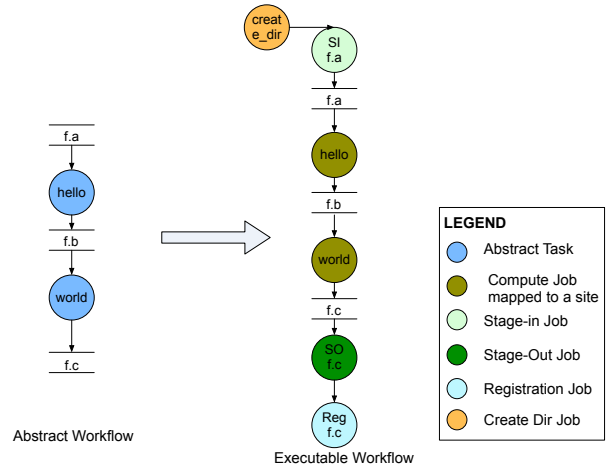 creat
e_dir
SI
f.a
f.a
hello
f.b
world
f.c
SO
f.c
Reg
f.c
Executable Workflow
f.a
hello
f.b
world
f.c
Abstract Workflow
LEGEND
Abstract Task
Compute Job
mapped to a site
Stage-in Job
Stage-Out Job
Registration Job
Create Dir Job